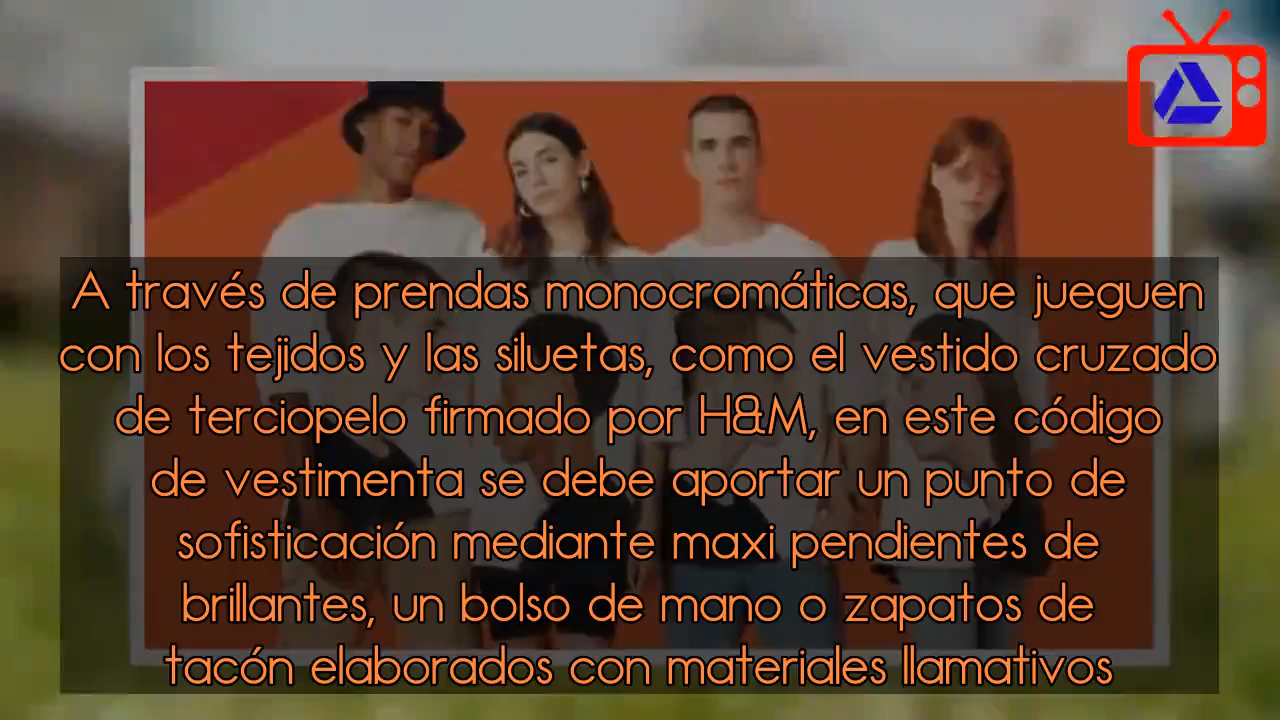 A través de prendas monocromáticas, que jueguen
con los tejidos y las siluetas, como el vestido cruzado
de terciopelo firmado por H&M, en este código
de vestimenta se debe aportar un punto de
sofisticación mediante maxi pendientes de
brillantes, un bolso de mano o zapatos de
tacón elaborados con materiales llamativos